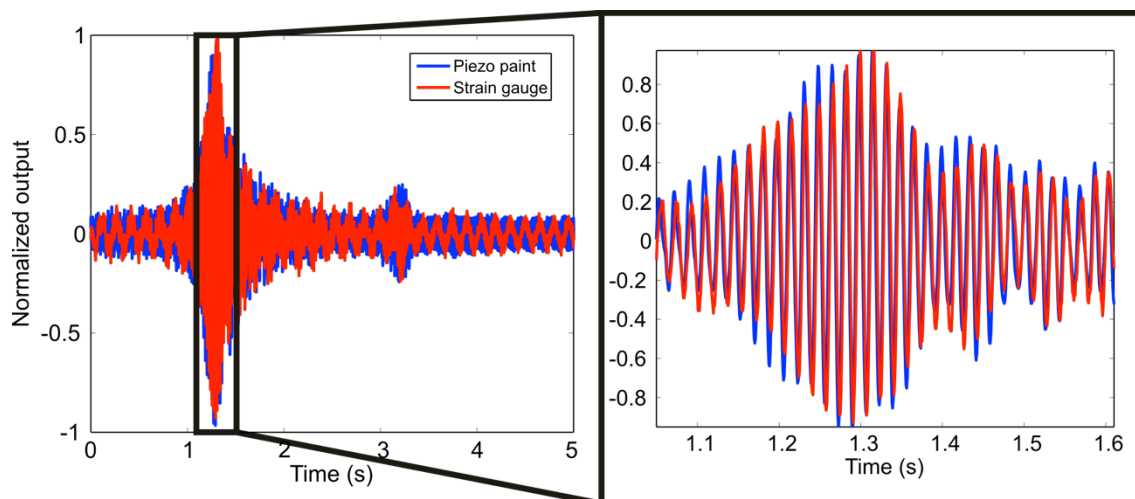 Piezo paint
Strain gauge
Normalized output
1
0.5
0
-0.5
-1
0 1 2 3 4 5
Time (s)
0.8
0.6
0.4
0.2
0
-0.2
-0.4
-0.6
-0.8
1.1 1.2 1.3 1.4 1.5 1.6
Time (s)